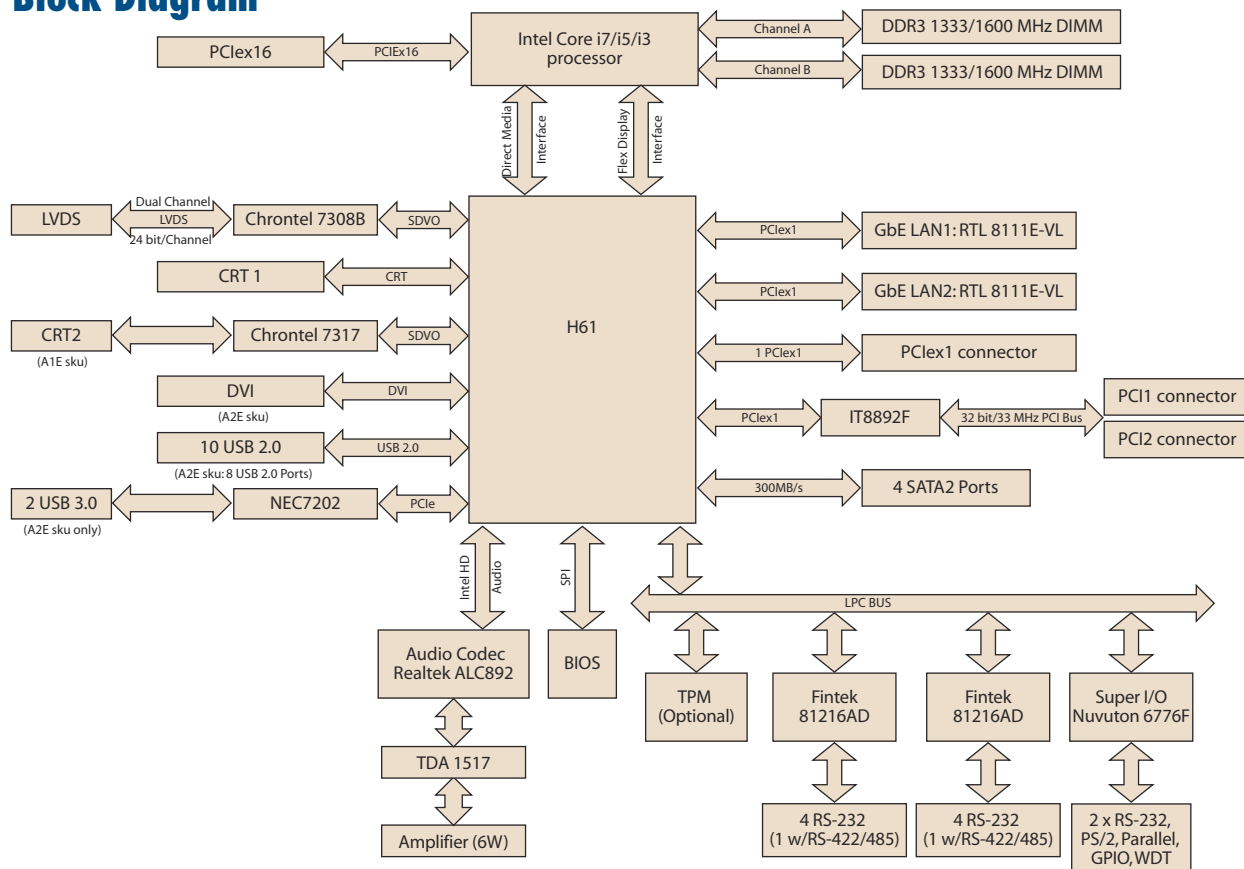 Block Diagram
PCIex16
PCIEx16
Intel Core i7/i5/i3
processor
Channel A
DDR3 1333/1600 MHz DIMM
Channel B
DDR3 1333/1600 MHz DIMM
Direct Media
Interface
Flex Display
Interface
LVDS
Dual Channel
LVDS
24 bit/Channel
Chrontel 7308B
SDVO
H61
PCIex1
GbE LAN1: RTL 8111E-VL
CRT 1
CRT
PCIex1
GbE LAN2: RTL 8111E-VL
CRT2
(A1E sku)
Chrontel 7317
SDVO
1 PCIex1
PCIex1 connector
DVI
(A2E sku)
DVI
PCIex1
IT8892F
32 bit/33 MHz PCI Bus
PCI1 connector
PCI2 connector
10 USB 2.0
(A2E sku: 8 USB 2.0 Ports)
USB 2.0
2 USB 3.0
(A2E sku only)
NEC7202
PCIe
300MB/s
4 SATA2 Ports
Intel HD
Audio
SPI
LPC BUS
Audio Codec
Realtek ALC892
BIOS
TPM
(Optional)
Fintek
81216AD
Fintek
81216AD
Super I/O
Nuvuton 6776F
TDA 1517
Amplifier (6W)
4 RS-232
(1 w/RS-422/485)
4 RS-232
(1 w/RS-422/485)
2 x RS-232,
PS/2, Parallel,
GPIO, WDT